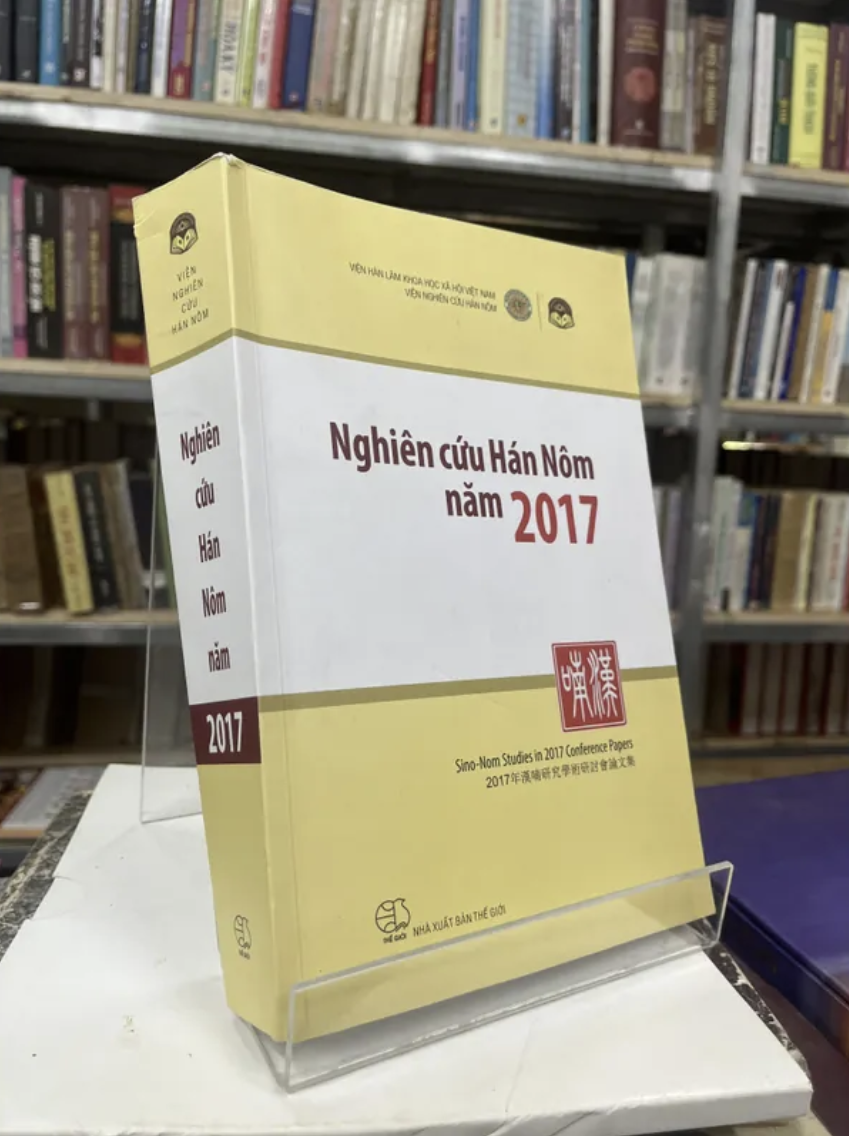 VIỆN
NGHIÊN
CỨU
HÁN NÔM
Nghiên
cứu
Hán
Nôm
năm
2017
VIỆN HÀN LÂM KHOA HỌC XÃ HỘI VIỆT NAM
VIỆN NGHIÊN CỨU HÁN NÔM
Nghiên cứu Hán Nôm
năm 2017
漢喃
Sino-Nom Studies in 2017 Conference Papers
2017年漢喃研究學術研討會論文集
THẾ GIỚI
NHÀ XUẤT BẢN THẾ GIỚI